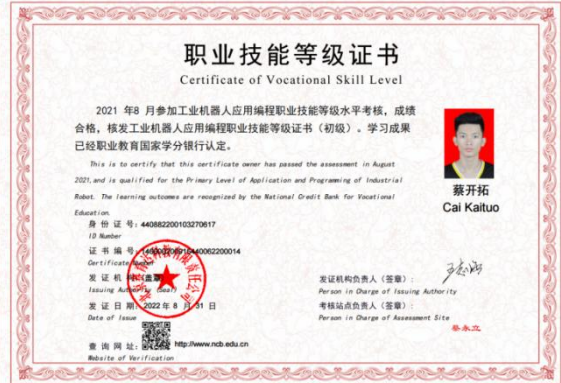 职业技能等级证书
Certificate of Vocational Skill Level
2021 年8 月参加工业机器人应用编程职业技能等级水平考核，成绩
合格，核发工业机器人应用编程职业技能等级证书（初级）。学习成果
已经职业教育国家学分银行认定。
This is to certify that this certificate owner has passed the assessment in August
2021,and is qualified for the Primary Level of Application and Programming of Industrial
Robot. The learning outcomes are recognized by the National Credit Bank for Vocational
Education.
蔡开拓
Cai Kaituo
身 份 证 号：440882200103270617
ID Number
证 书 编 号：
Certificate Number
发 证 机 构（盖章）
Issuing Authority (Seal)
发 证 日 期：2022年 8 月 31 日
Date of Issue
查 询 网 址： http://www.ncb.edu.cn
Website of Verification
发证机构负责人（签章）：
Person in Charge of Issuing Authority
考核站点负责人（签章）：
Person in Charge of Assessment Site